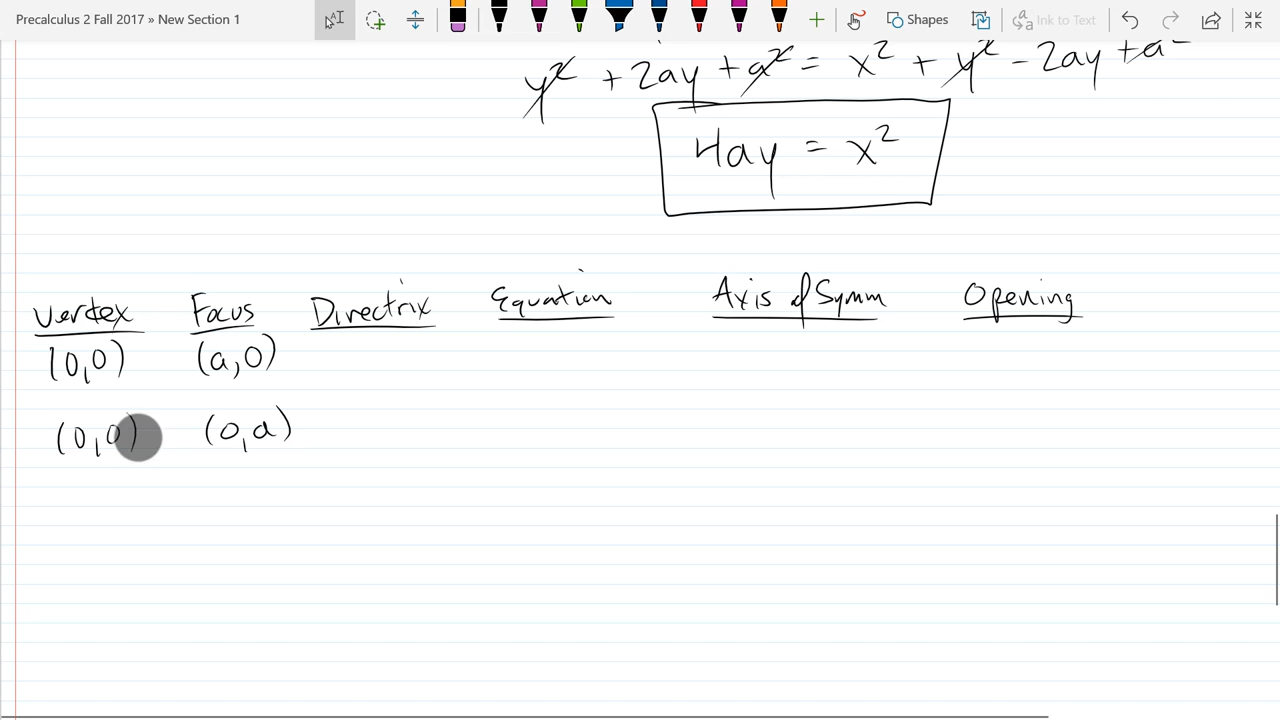 Precalculus 2 Fall 2017 » New Section 1
Shapes
Ink to Text
y² + 2ay + a² = x² + y² - 2ay + a²
4ay = x²
Vertex Focus Directrix Equation Axis of Symm Opening
(0,0) (a,0)
(0,0) (0,a)